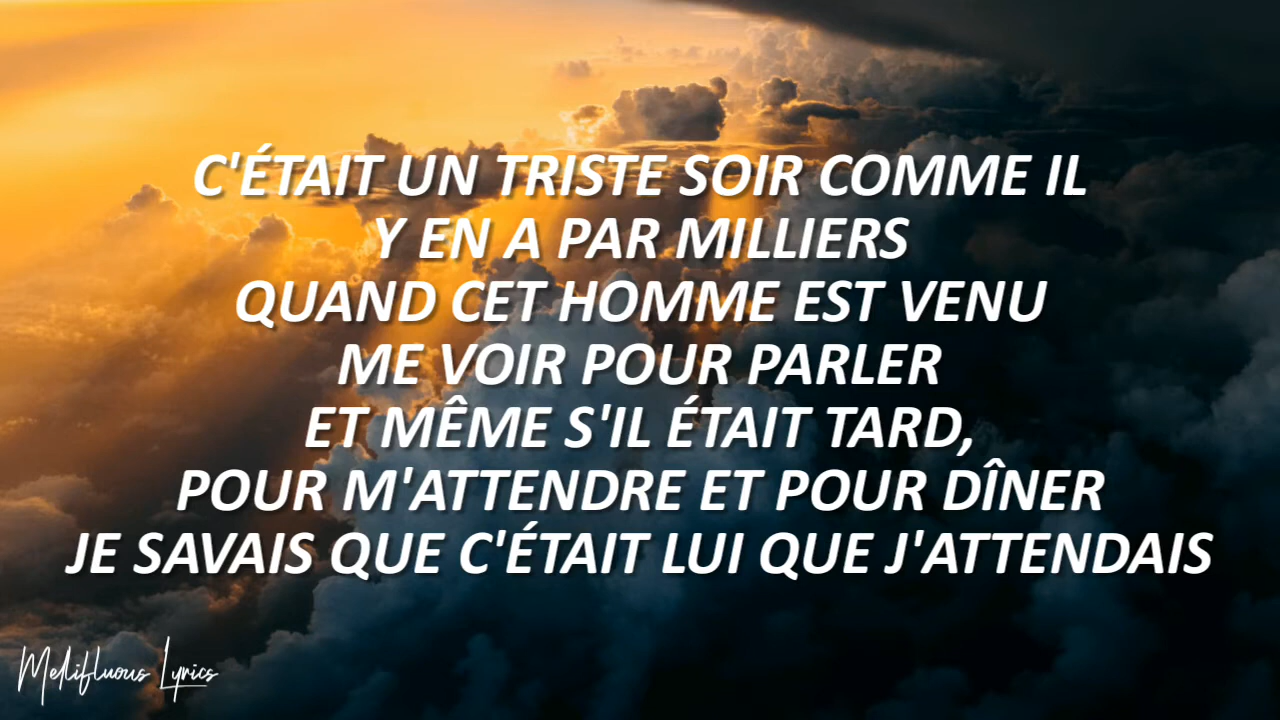 C'ÉTAIT UN TRISTE SOIR COMME IL
Y EN A PAR MILLIERS
QUAND CET HOMME EST VENU
ME VOIR POUR PARLER
ET MÊME S'IL ÉTAIT TARD,
POUR M'ATTENDRE ET POUR DÎNER
JE SAVAIS QUE C'ÉTAIT LUI QUE J'ATTENDAIS
Mellifluous Lyrics